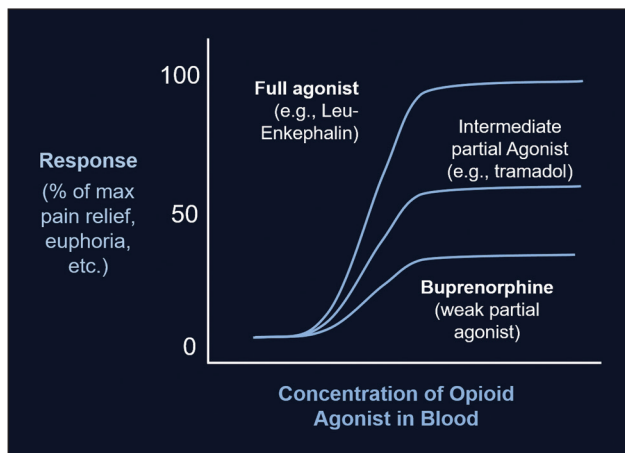 100
Full agonist
(e.g., Leu-
Enkephalin)
Intermediate
partial Agonist
(e.g., tramadol)
Response
(% of max
pain relief,
euphoria,
etc.)
50
Buprenorphine
(weak partial
agonist)
0
Concentration of Opioid
Agonist in Blood